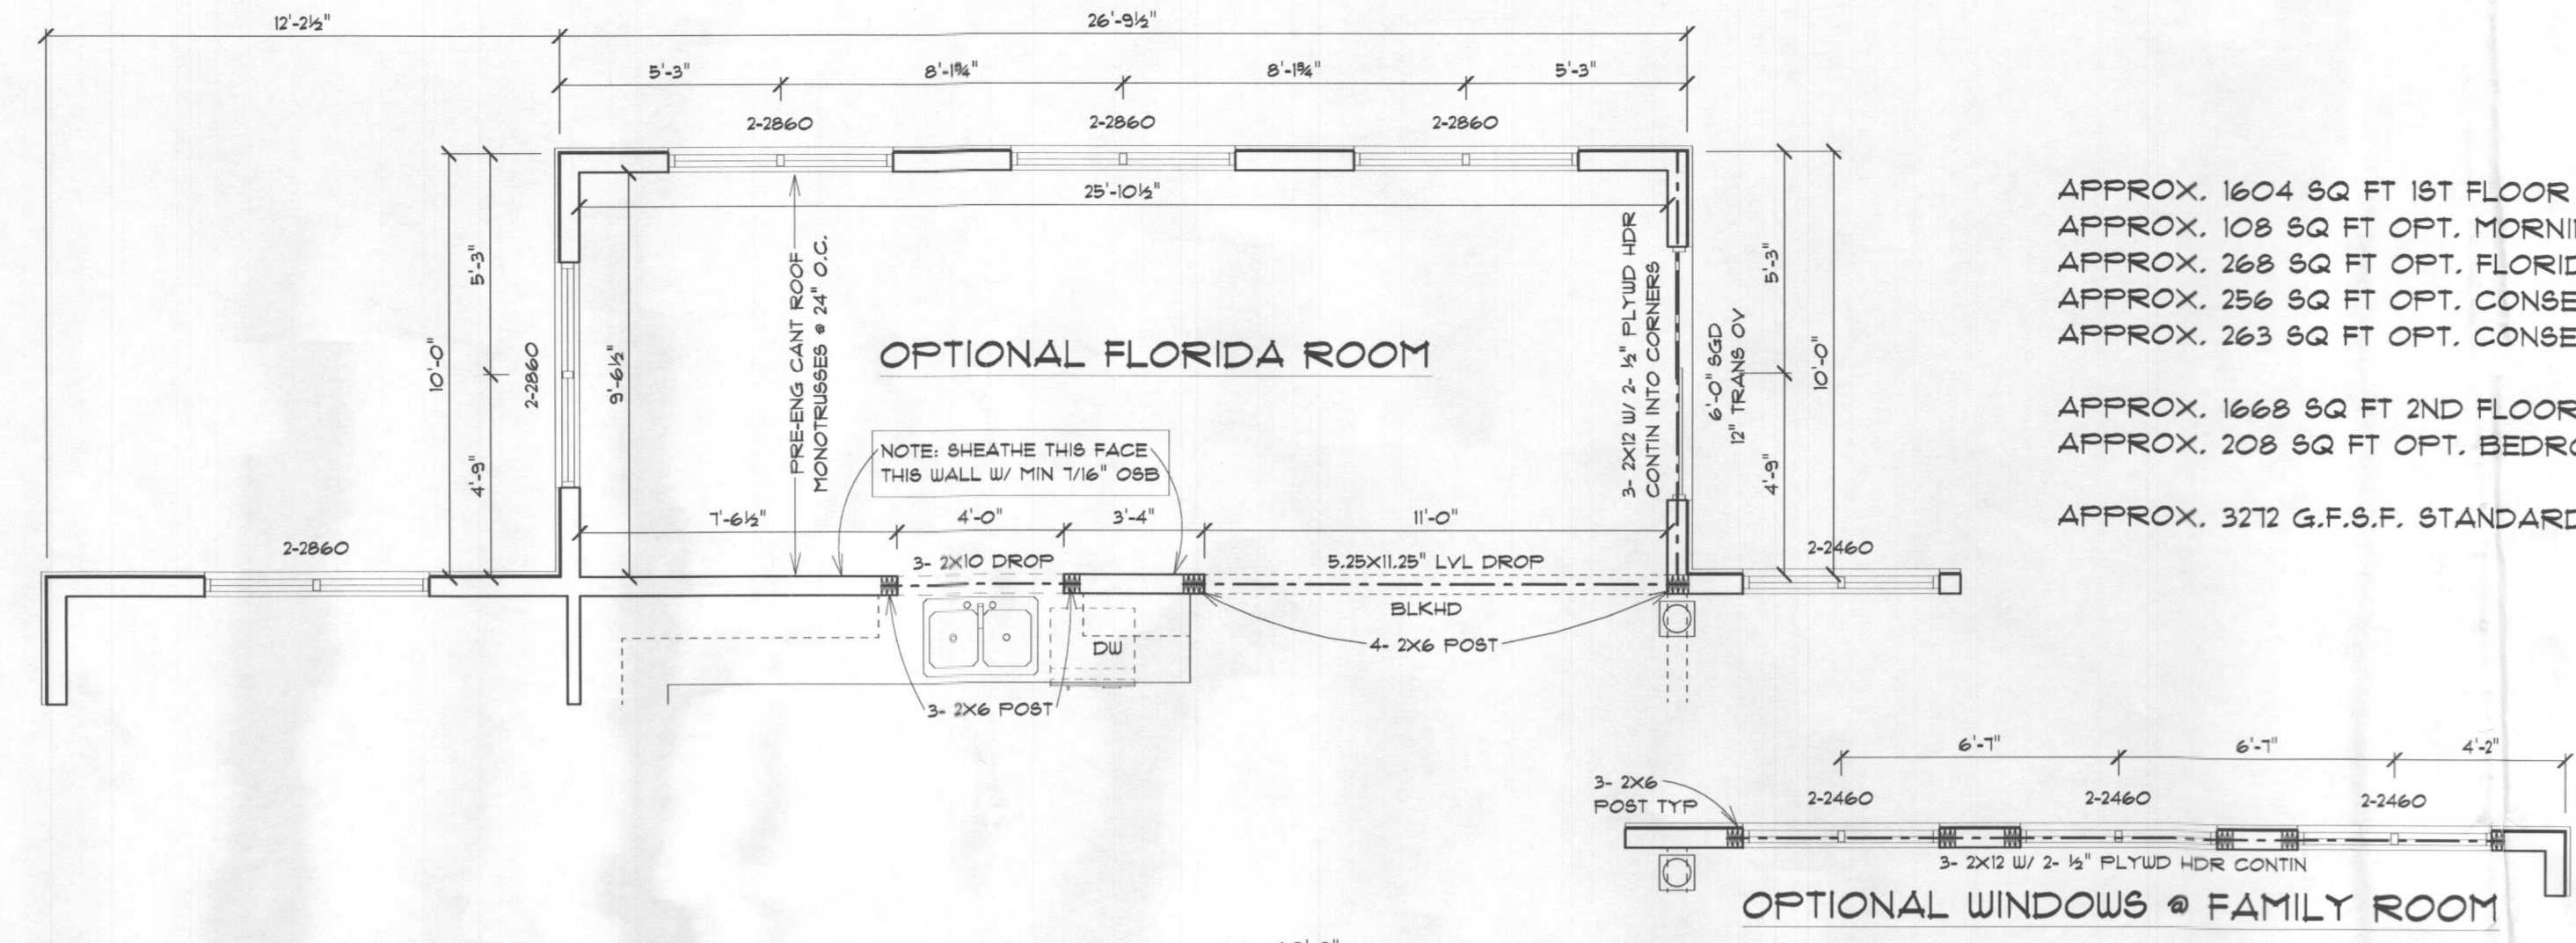 12'-2½"
26'-9½"
5'-3"
8'-1¾"
8'-1¾"
5'-3"
2-2860
2-2860
2-2860
25'-10½"
10'-0"
5'-3"
4'-9"
2-2860
9'-6½"
PRE-ENG CANT ROOF
MONOTRUSSES @ 24" O.C.
OPTIONAL FLORIDA ROOM
NOTE: SHEATHE THIS FACE
THIS WALL W/ MIN 7/16" OSB
3- 2X12 W/ 2- ½" PLYWD HDR
CONTIN INTO CORNERS
6'-0" SGD
12" TRANS OV
5'-3"
4'-9"
10'-0"
7'-6½"
4'-0"
3'-4"
11'-0"
2-2860
3- 2X10 DROP
5.25X11.25" LVL DROP
2-2460
BLKHD
4- 2X6 POST
DW
3- 2X6 POST
APPROX. 1604 SQ FT 1ST FLOOR
APPROX. 108 SQ FT OPT. MORNI
APPROX. 268 SQ FT OPT. FLORID
APPROX. 256 SQ FT OPT. CONSE
APPROX. 263 SQ FT OPT. CONSE
APPROX. 1668 SQ FT 2ND FLOOR
APPROX. 208 SQ FT OPT. BEDRO
APPROX. 3272 G.F.S.F. STANDARD
6'-7"
6'-7"
4'-2"
3- 2X6
POST TYP
2-2460
2-2460
2-2460
3- 2X12 W/ 2- ½" PLYWD HDR CONTIN
OPTIONAL WINDOWS @ FAMILY ROOM